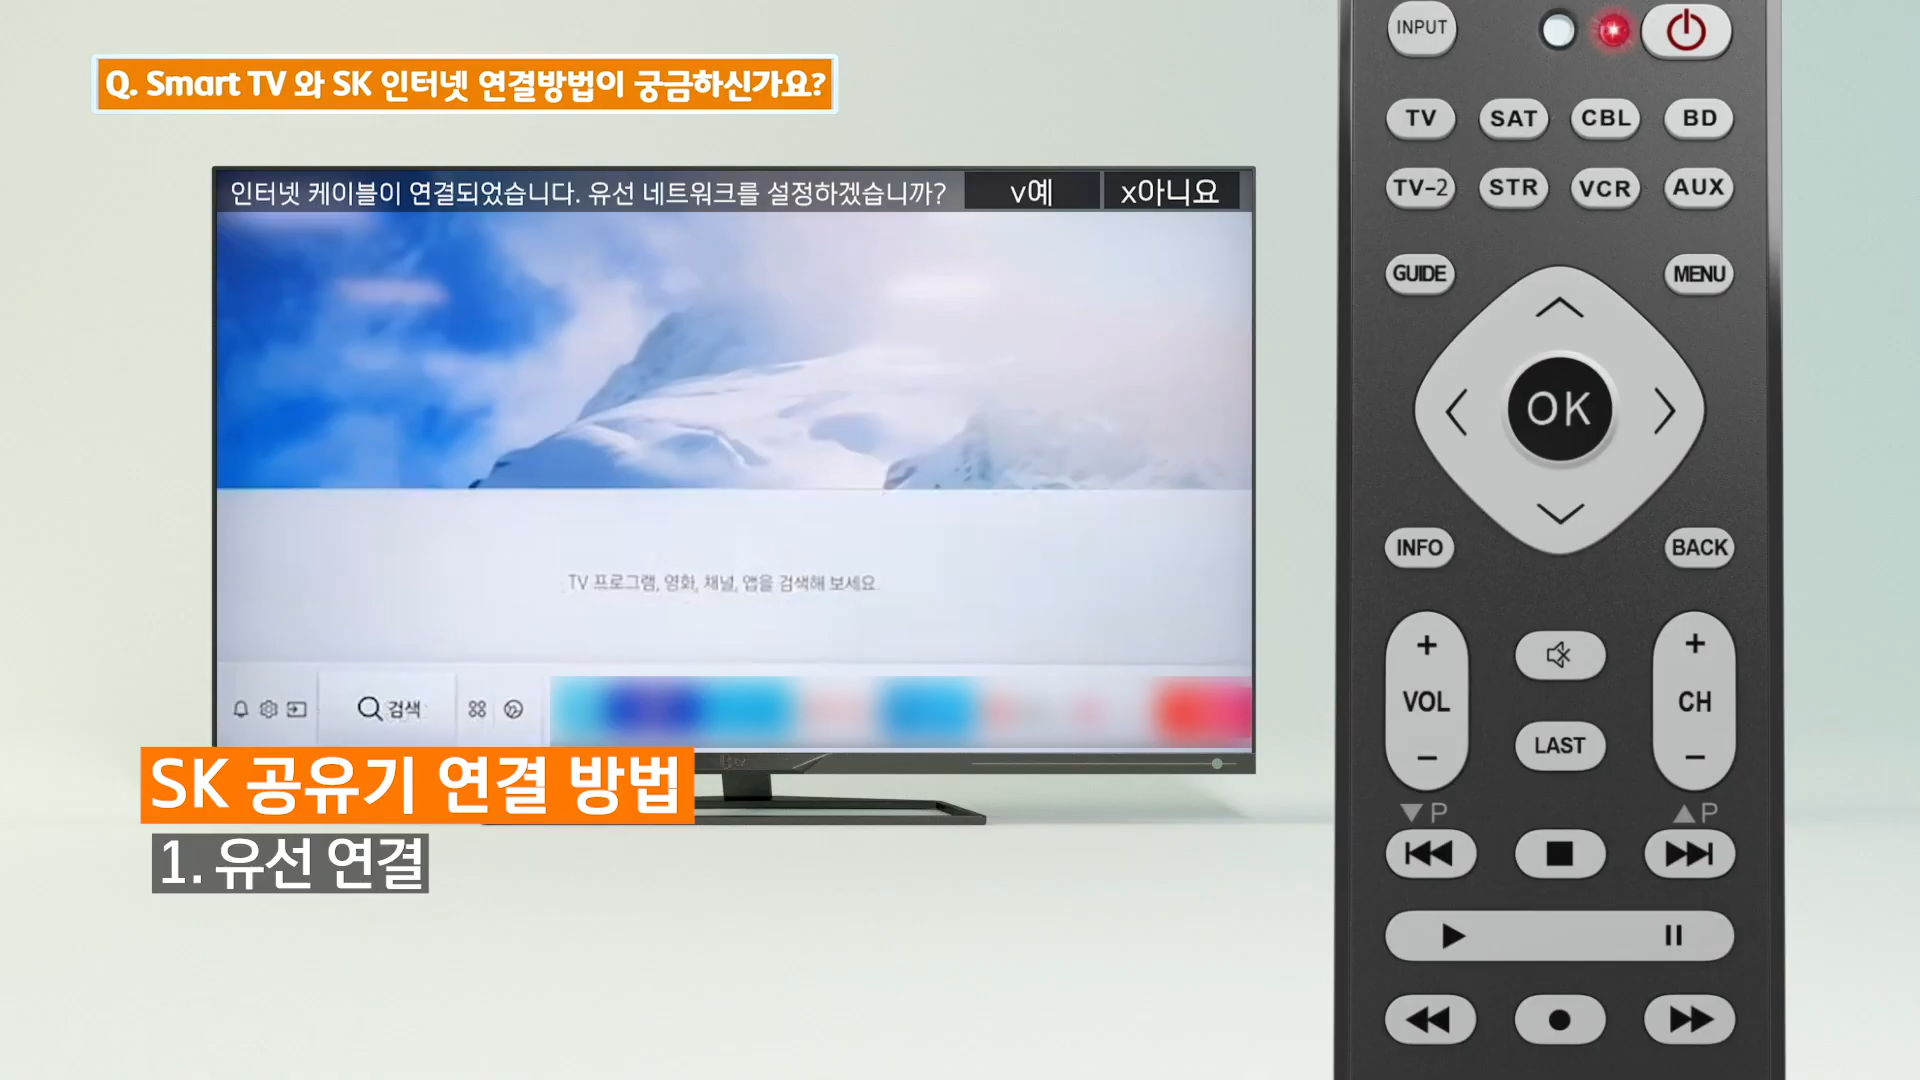 Q. Smart TV 와 SK 인터넷 연결방법이 궁금하신가요?
인터넷 케이블이 연결되었습니다. 유선 네트워크를 설정하겠습니까? v예 x아니요
TV 프로그램, 영화, 채널, 앱을 검색해 보세요.
검색
SK 공유기 연결 방법
1. 유선 연결
INPUT
TV SAT CBL BD
TV-2 STR VCR AUX
GUIDE MENU
OK
INFO BACK
+ +
VOL CH
LAST
- -
▼P ▲P